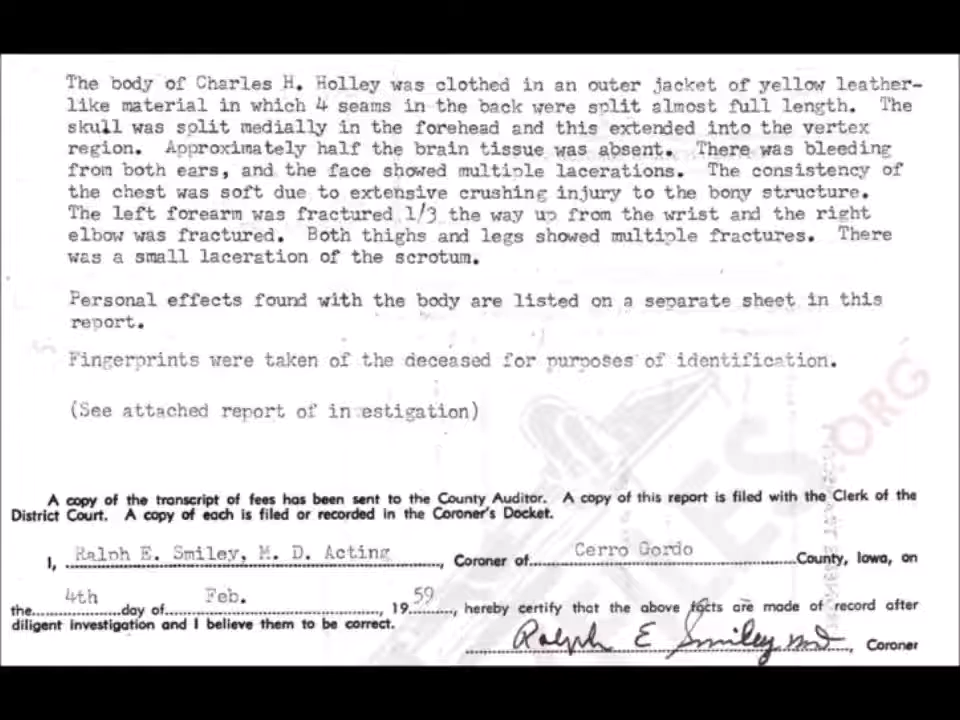 The body of Charles H. Holley was clothed in an outer jacket of yellow leather-
like material in which 4 seams in the back were split almost full length. The
skull was split medially in the forehead and this extended into the vertex
region. Approximately half the brain tissue was absent. There was bleeding
from both ears, and the face showed multiple lacerations. The consistency of
the chest was soft due to extensive crushing injury to the bony structure.
The left forearm was fractured 1/3 the way up from the wrist and the right
elbow was fractured. Both thighs and legs showed multiple fractures. There
was a small laceration of the scrotum.
Personal effects found with the body are listed on a separate sheet in this
report.
Fingerprints were taken of the deceased for purposes of identification.
(See attached report of in estigation)
A copy of the transcript of fees has been sent to the County Auditor. A copy of this report is filed with the Clerk of the
District Court. A copy of each is filed or recorded in the Coroner's Docket.
I, Ralph E. Smiley, M. D. Acting, Coroner of Cerro Gordo County, Iowa, on
the 4th day of Feb., 1959, hereby certify that the above facts are made of record after
diligent investigation and I believe them to be correct.
Ralph E Smiley md, Coroner
FILES.ORG